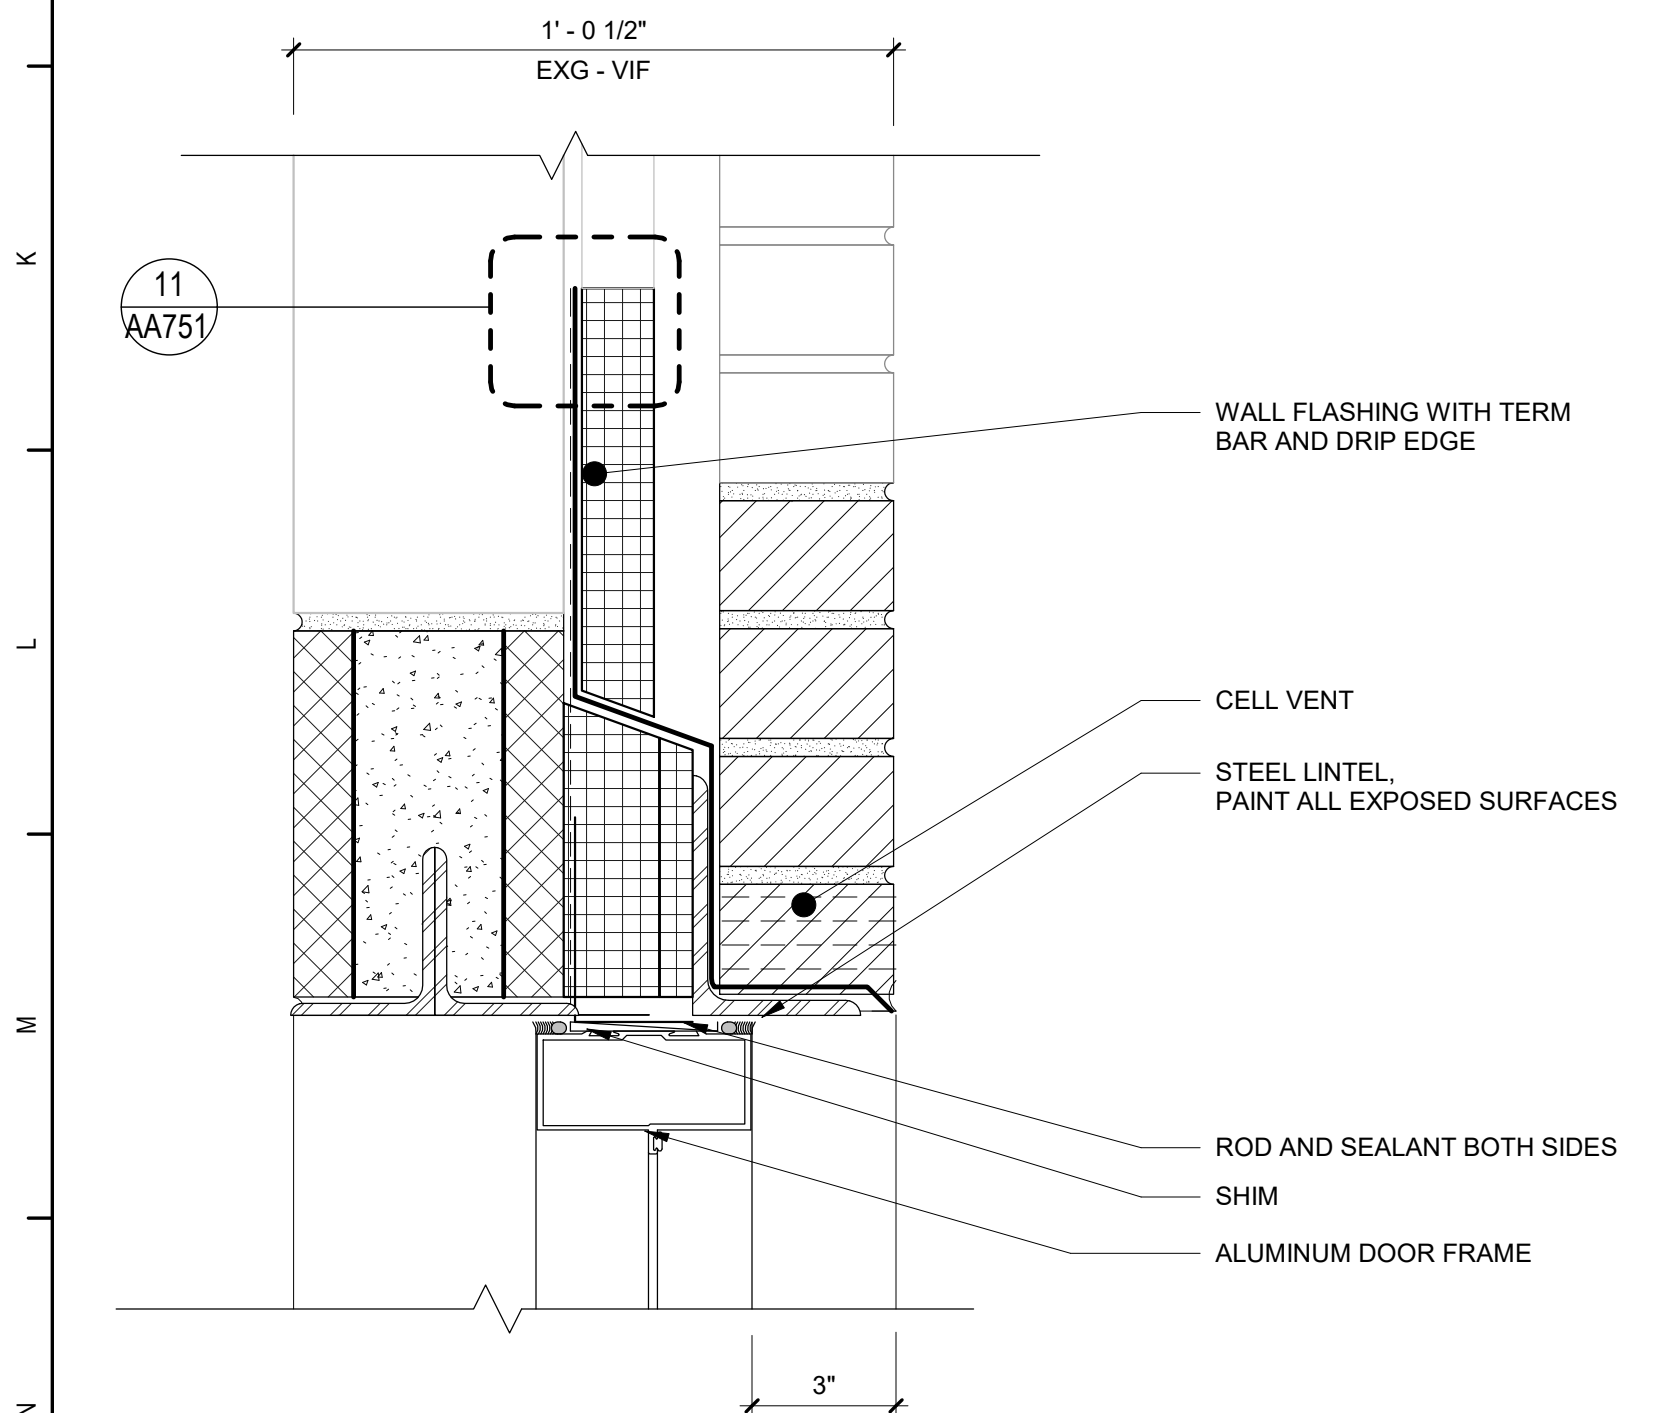 1' - 0 1/2"
EXG - VIF
K
11
AA751
WALL FLASHING WITH TERM
BAR AND DRIP EDGE
L
CELL VENT
STEEL LINTEL,
PAINT ALL EXPOSED SURFACES
M
ROD AND SEALANT BOTH SIDES
SHIM
ALUMINUM DOOR FRAME
3"
N